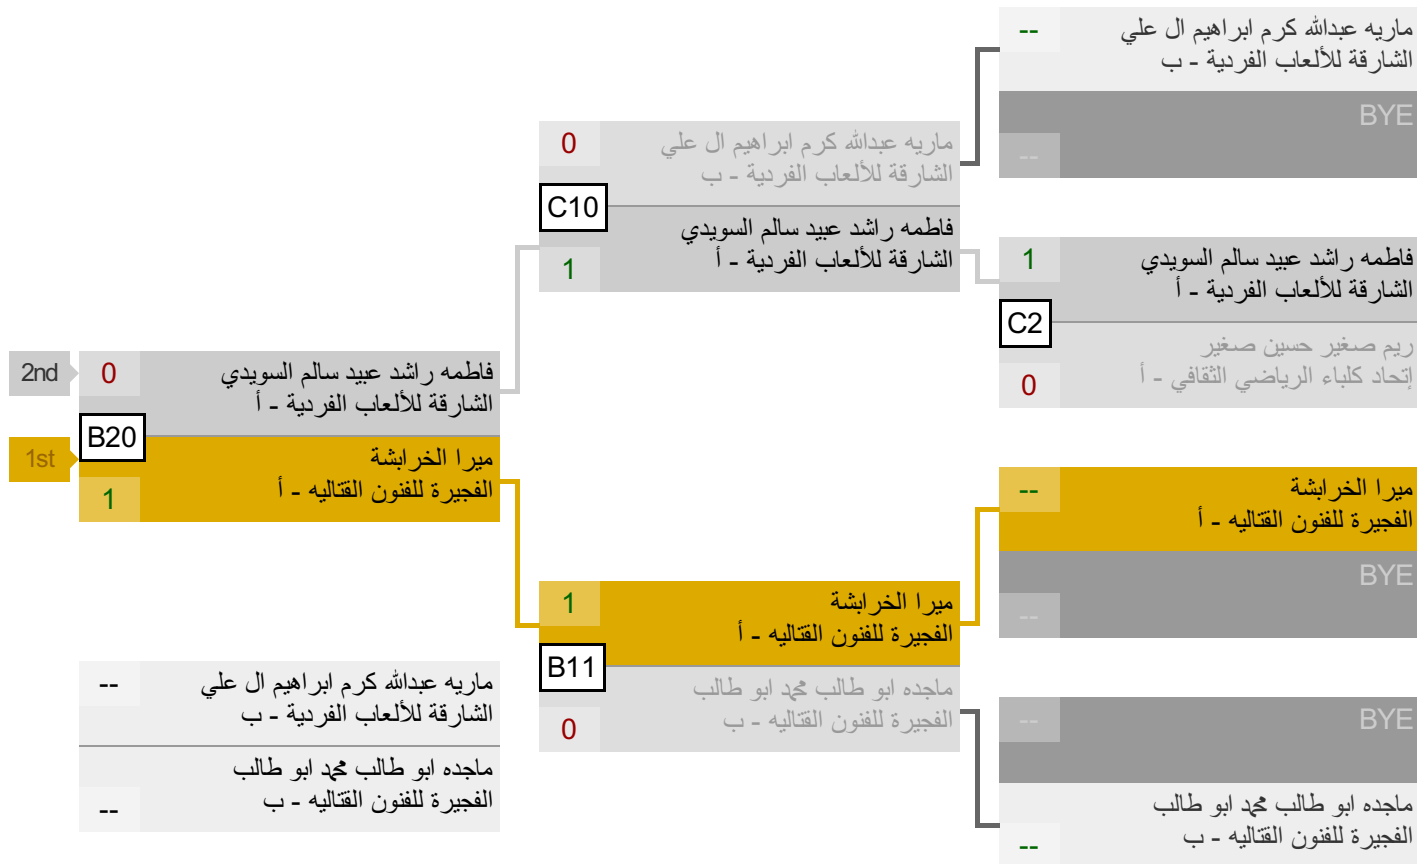 --
ماريه عبدالله كرم ابراهيم ال علي
الشارقة للألعاب الفردية - ب
BYE
--
0
ماريه عبدالله كرم ابراهيم ال علي
الشارقة للألعاب الفردية - ب
C10
فاطمه راشد عبيد سالم السويدي
الشارقة للألعاب الفردية - أ
1
1
فاطمه راشد عبيد سالم السويدي
الشارقة للألعاب الفردية - أ
C2
ريم صغير حسين صغير
إتحاد كلباء الرياضي الثقافي - أ
0
2nd
0
فاطمه راشد عبيد سالم السويدي
الشارقة للألعاب الفردية - أ
B20
1st
ميرا الخرابشة
الفجيرة للفنون القتاليه - أ
1
--
ميرا الخرابشة
الفجيرة للفنون القتاليه - أ
BYE
--
1
ميرا الخرابشة
الفجيرة للفنون القتاليه - أ
B11
ماجده ابو طالب محمد ابو طالب
الفجيرة للفنون القتاليه - ب
0
--
ماريه عبدالله كرم ابراهيم ال علي
الشارقة للألعاب الفردية - ب
ماجده ابو طالب محمد ابو طالب
الفجيرة للفنون القتاليه - ب
--
--
BYE
ماجده ابو طالب محمد ابو طالب
الفجيرة للفنون القتاليه - ب
--